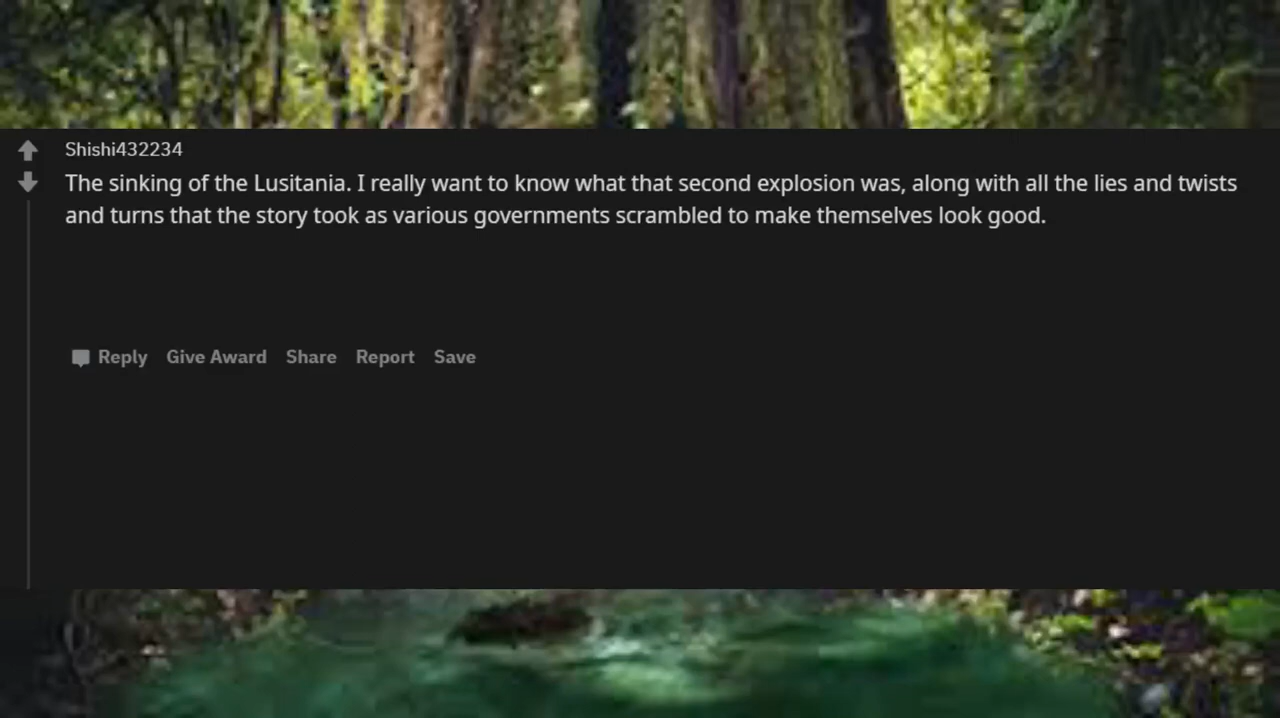 Shishi432234
The sinking of the Lusitania. I really want to know what that second explosion was, along with all the lies and twists
and turns that the story took as various governments scrambled to make themselves look good.
Reply Give Award Share Report Save